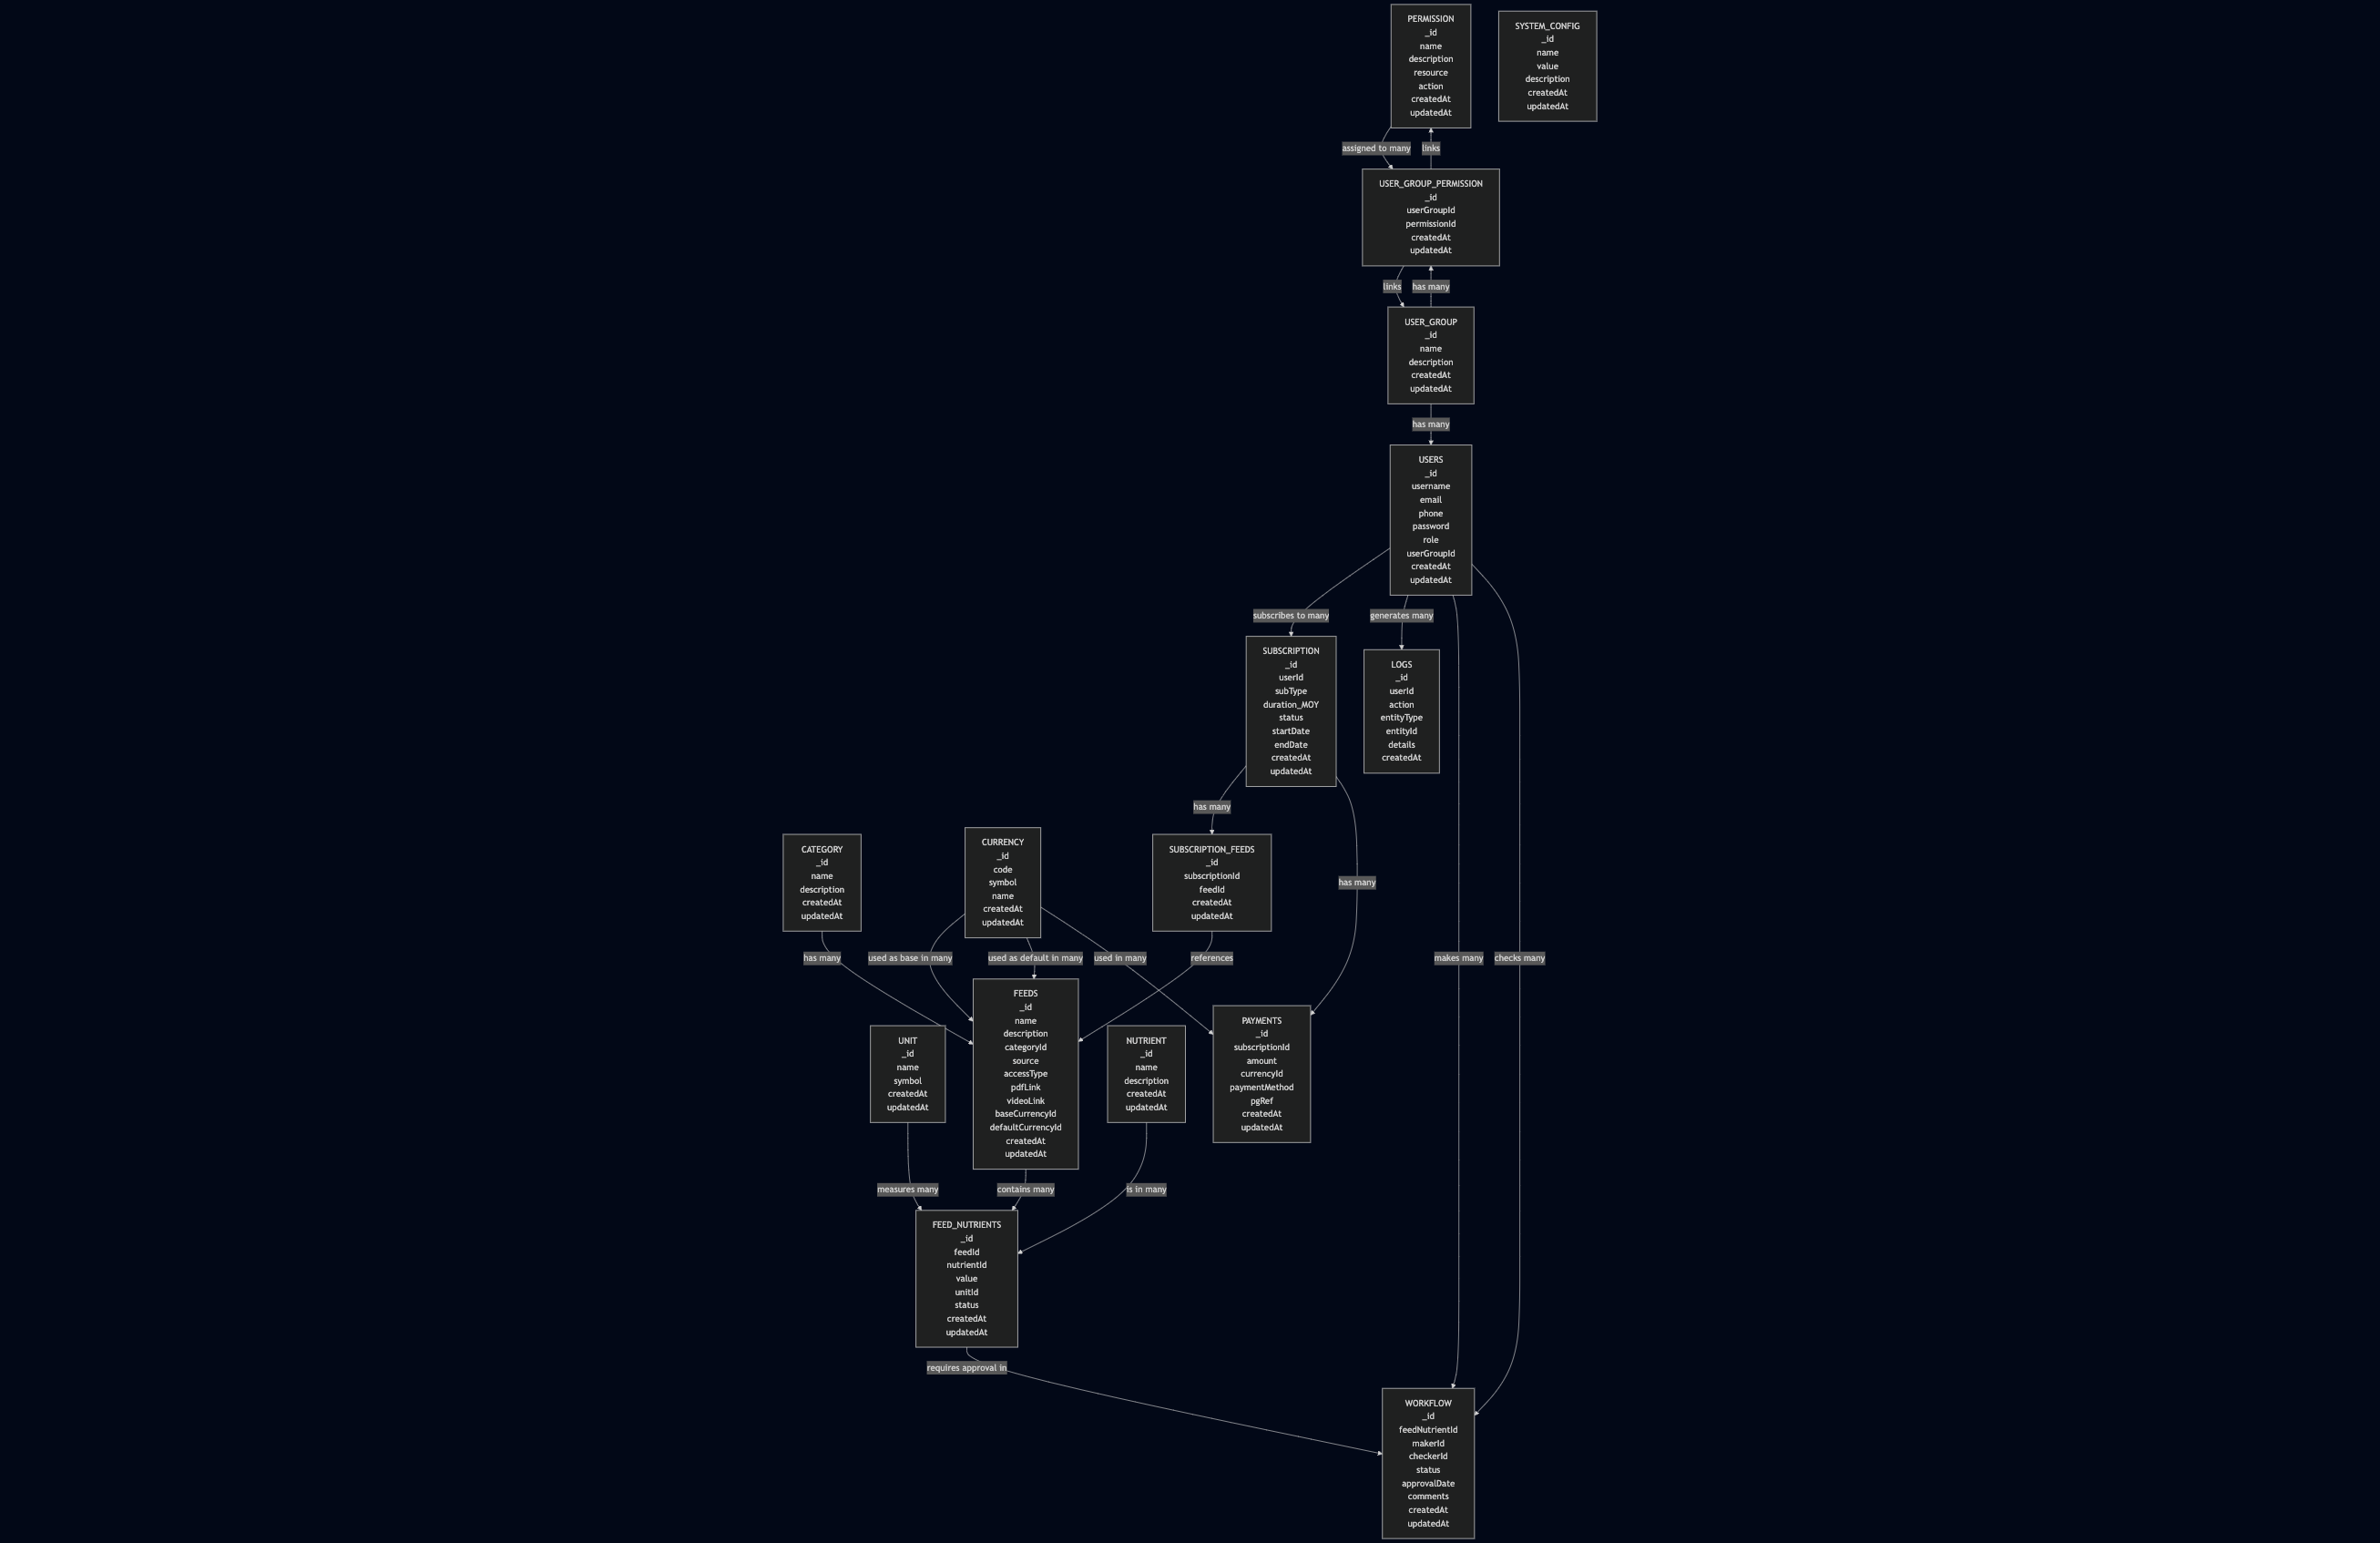 PERMISSION
_id
name
description
resource
action
createdAt
updatedAt
SYSTEM_CONFIG
_id
name
value
description
createdAt
updatedAt
assigned to many
links
USER_GROUP_PERMISSION
_id
userGroupId
permissionId
createdAt
updatedAt
links
has many
USER_GROUP
_id
name
description
createdAt
updatedAt
has many
USERS
_id
username
email
phone
password
role
userGroupId
createdAt
updatedAt
subscribes to many
generates many
SUBSCRIPTION
_id
userId
subType
duration_MOY
status
startDate
endDate
createdAt
updatedAt
LOGS
_id
userId
action
entityType
entityId
details
createdAt
has many
has many
CATEGORY
_id
name
description
createdAt
updatedAt
CURRENCY
_id
code
symbol
name
createdAt
updatedAt
SUBSCRIPTION_FEEDS
_id
subscriptionId
feedId
createdAt
updatedAt
has many
used as base in many
used as default in many
used in many
references
makes many
checks many
UNIT
_id
name
symbol
createdAt
updatedAt
FEEDS
_id
name
description
categoryId
source
accessType
pdfLink
videoLink
baseCurrencyId
defaultCurrencyId
createdAt
updatedAt
NUTRIENT
_id
name
description
createdAt
updatedAt
PAYMENTS
_id
subscriptionId
amount
currencyId
paymentMethod
pgRef
createdAt
updatedAt
measures many
contains many
is in many
FEED_NUTRIENTS
_id
feedId
nutrientId
value
unitId
status
createdAt
updatedAt
requires approval in
WORKFLOW
_id
feedNutrientId
makerId
checkerId
status
approvalDate
comments
createdAt
updatedAt